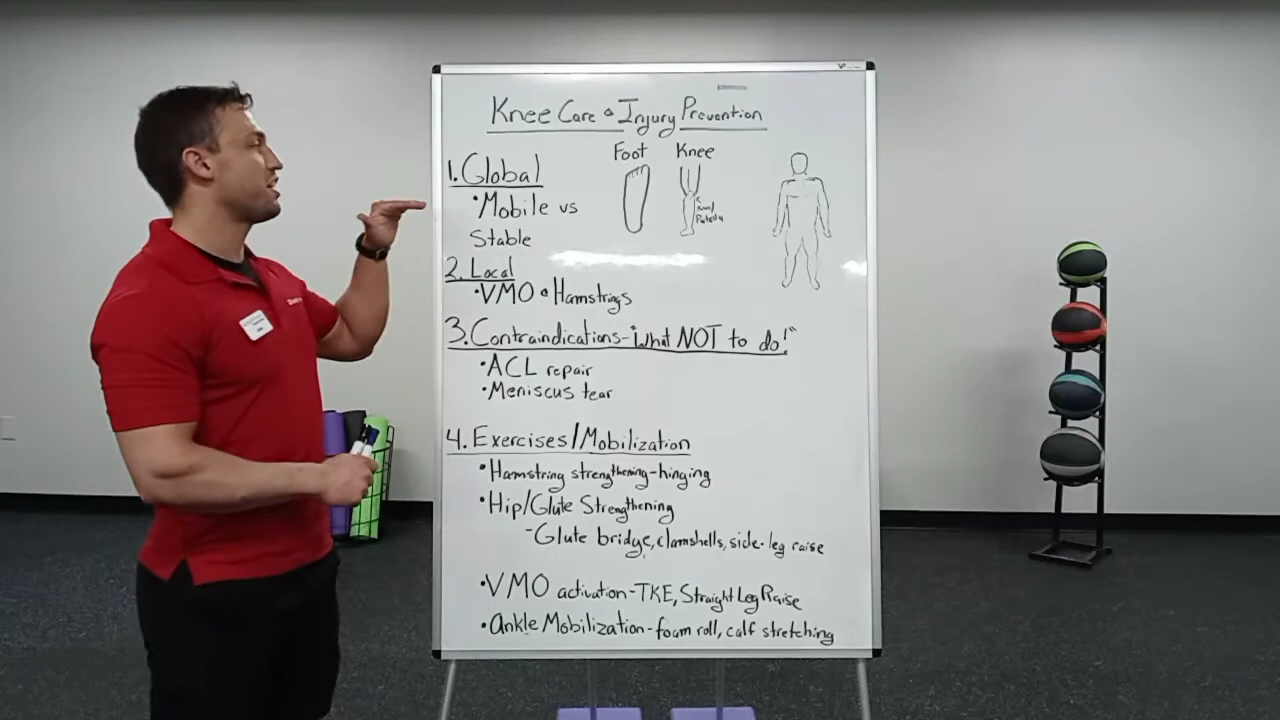 Knee Care & Injury Prevention
Foot Knee
1. Global
•Mobile vs
Stable
Knee/
Patella
2. Local
•VMO & Hamstrings
3. Contraindications-"What NOT to do!"
•ACL repair
•Meniscus tear
4. Exercises/Mobilization
•Hamstring strengthening-hinging
•Hip/Glute Strengthening
-Glute bridge, clamshells, side-leg raise
•VMO activation-TKE, Straight Leg Raise
•Ankle Mobilization-foam roll, calf stretching